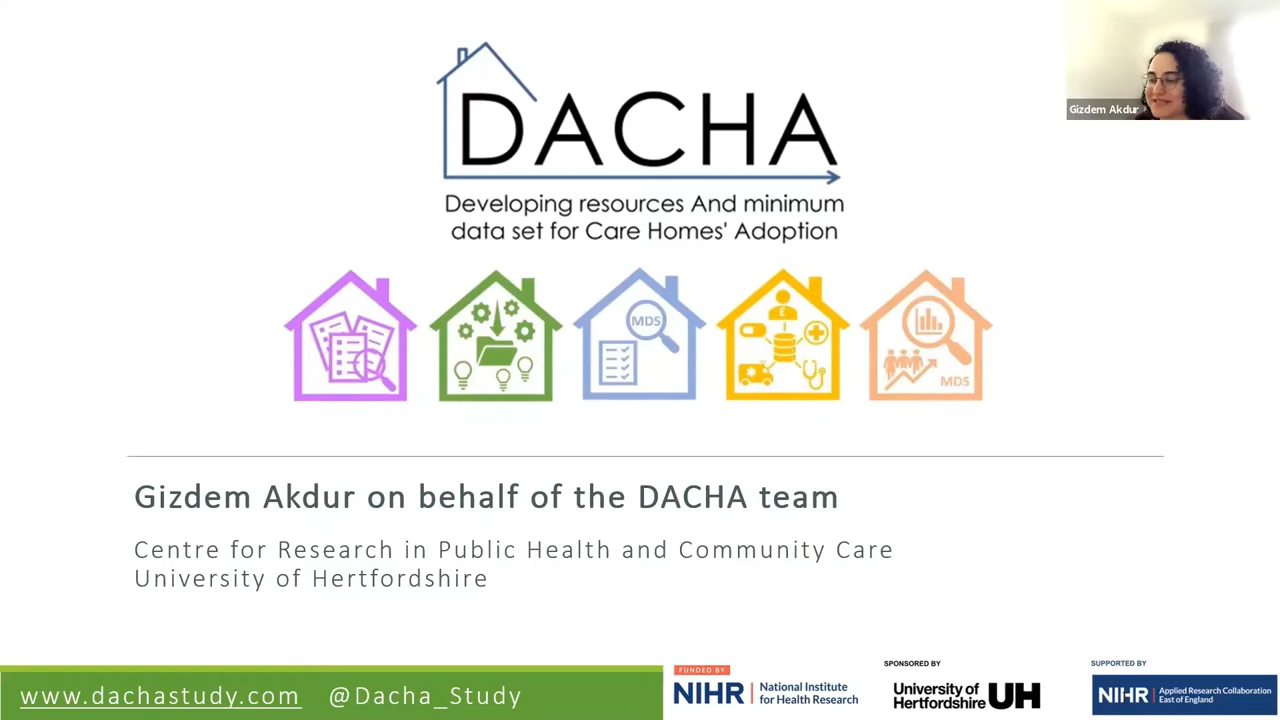 Gizdem Akdur
DACHA
Developing resources And minimum
data set for Care Homes' Adoption
MDS
£
MDS
Gizdem Akdur on behalf of the DACHA team
Centre for Research in Public Health and Community Care
University of Hertfordshire
www.dachastudy.com @Dacha_Study
FUNDED BY
NIHR | National Institute
for Health Research
SPONSORED BY
University of
Hertfordshire UH
SUPPORTED BY
NIHR | Applied Research Collaboration
East of England